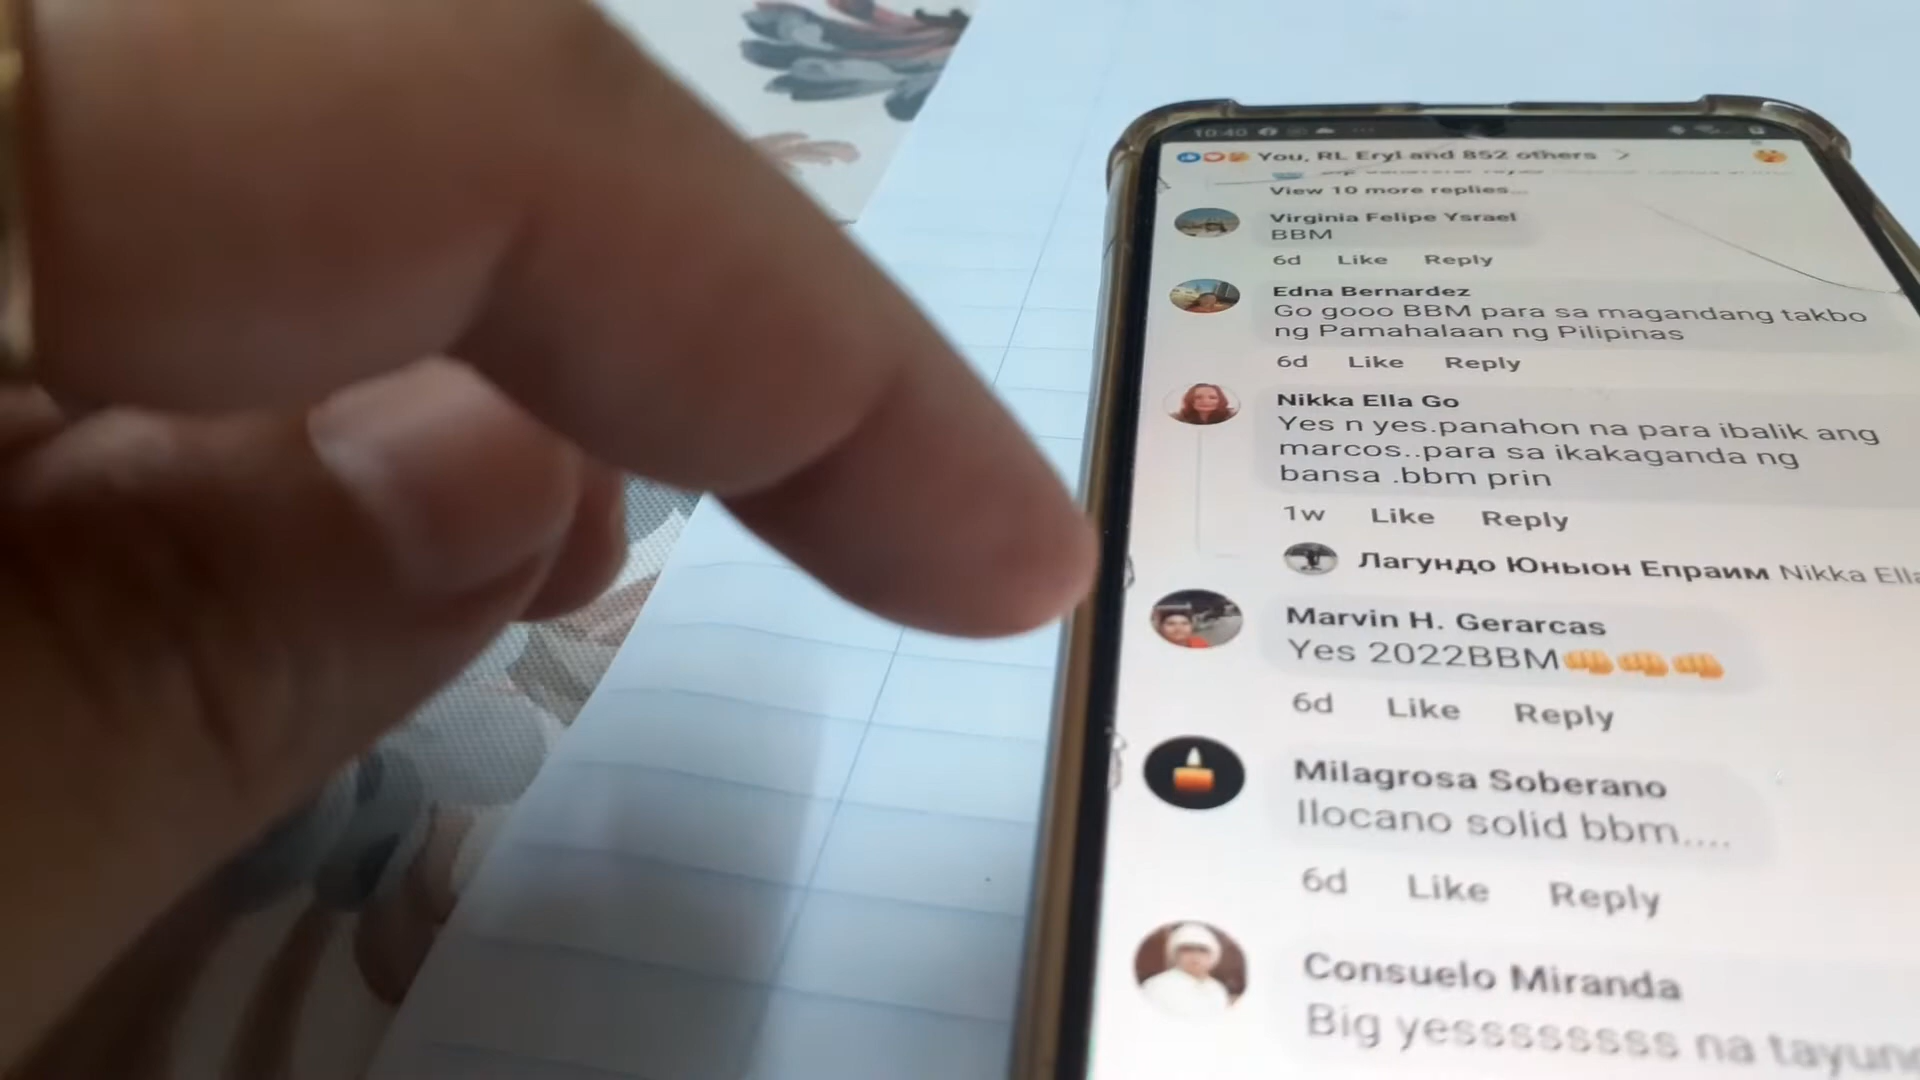 10:40
You, RL Eryl and 852 others
View 10 more replies...
Virginia Felipe Ysrael
BBM
6d Like Reply
Edna Bernardez
Go gooo BBM para sa magandang takbo
ng Pamahalaan ng Pilipinas
6d Like Reply
Nikka Ella Go
Yes n yes.panahon na para ibalik ang
marcos..para sa ikakaganda ng
bansa .bbm prin
1w Like Reply
Лагундо Юныон Епраим Nikka Ella
Marvin H. Gerarcas
Yes 2022BBM👊👊👊
6d Like Reply
Milagrosa Soberano
Ilocano solid bbm....
6d Like Reply
Consuelo Miranda
Big yessssssss na